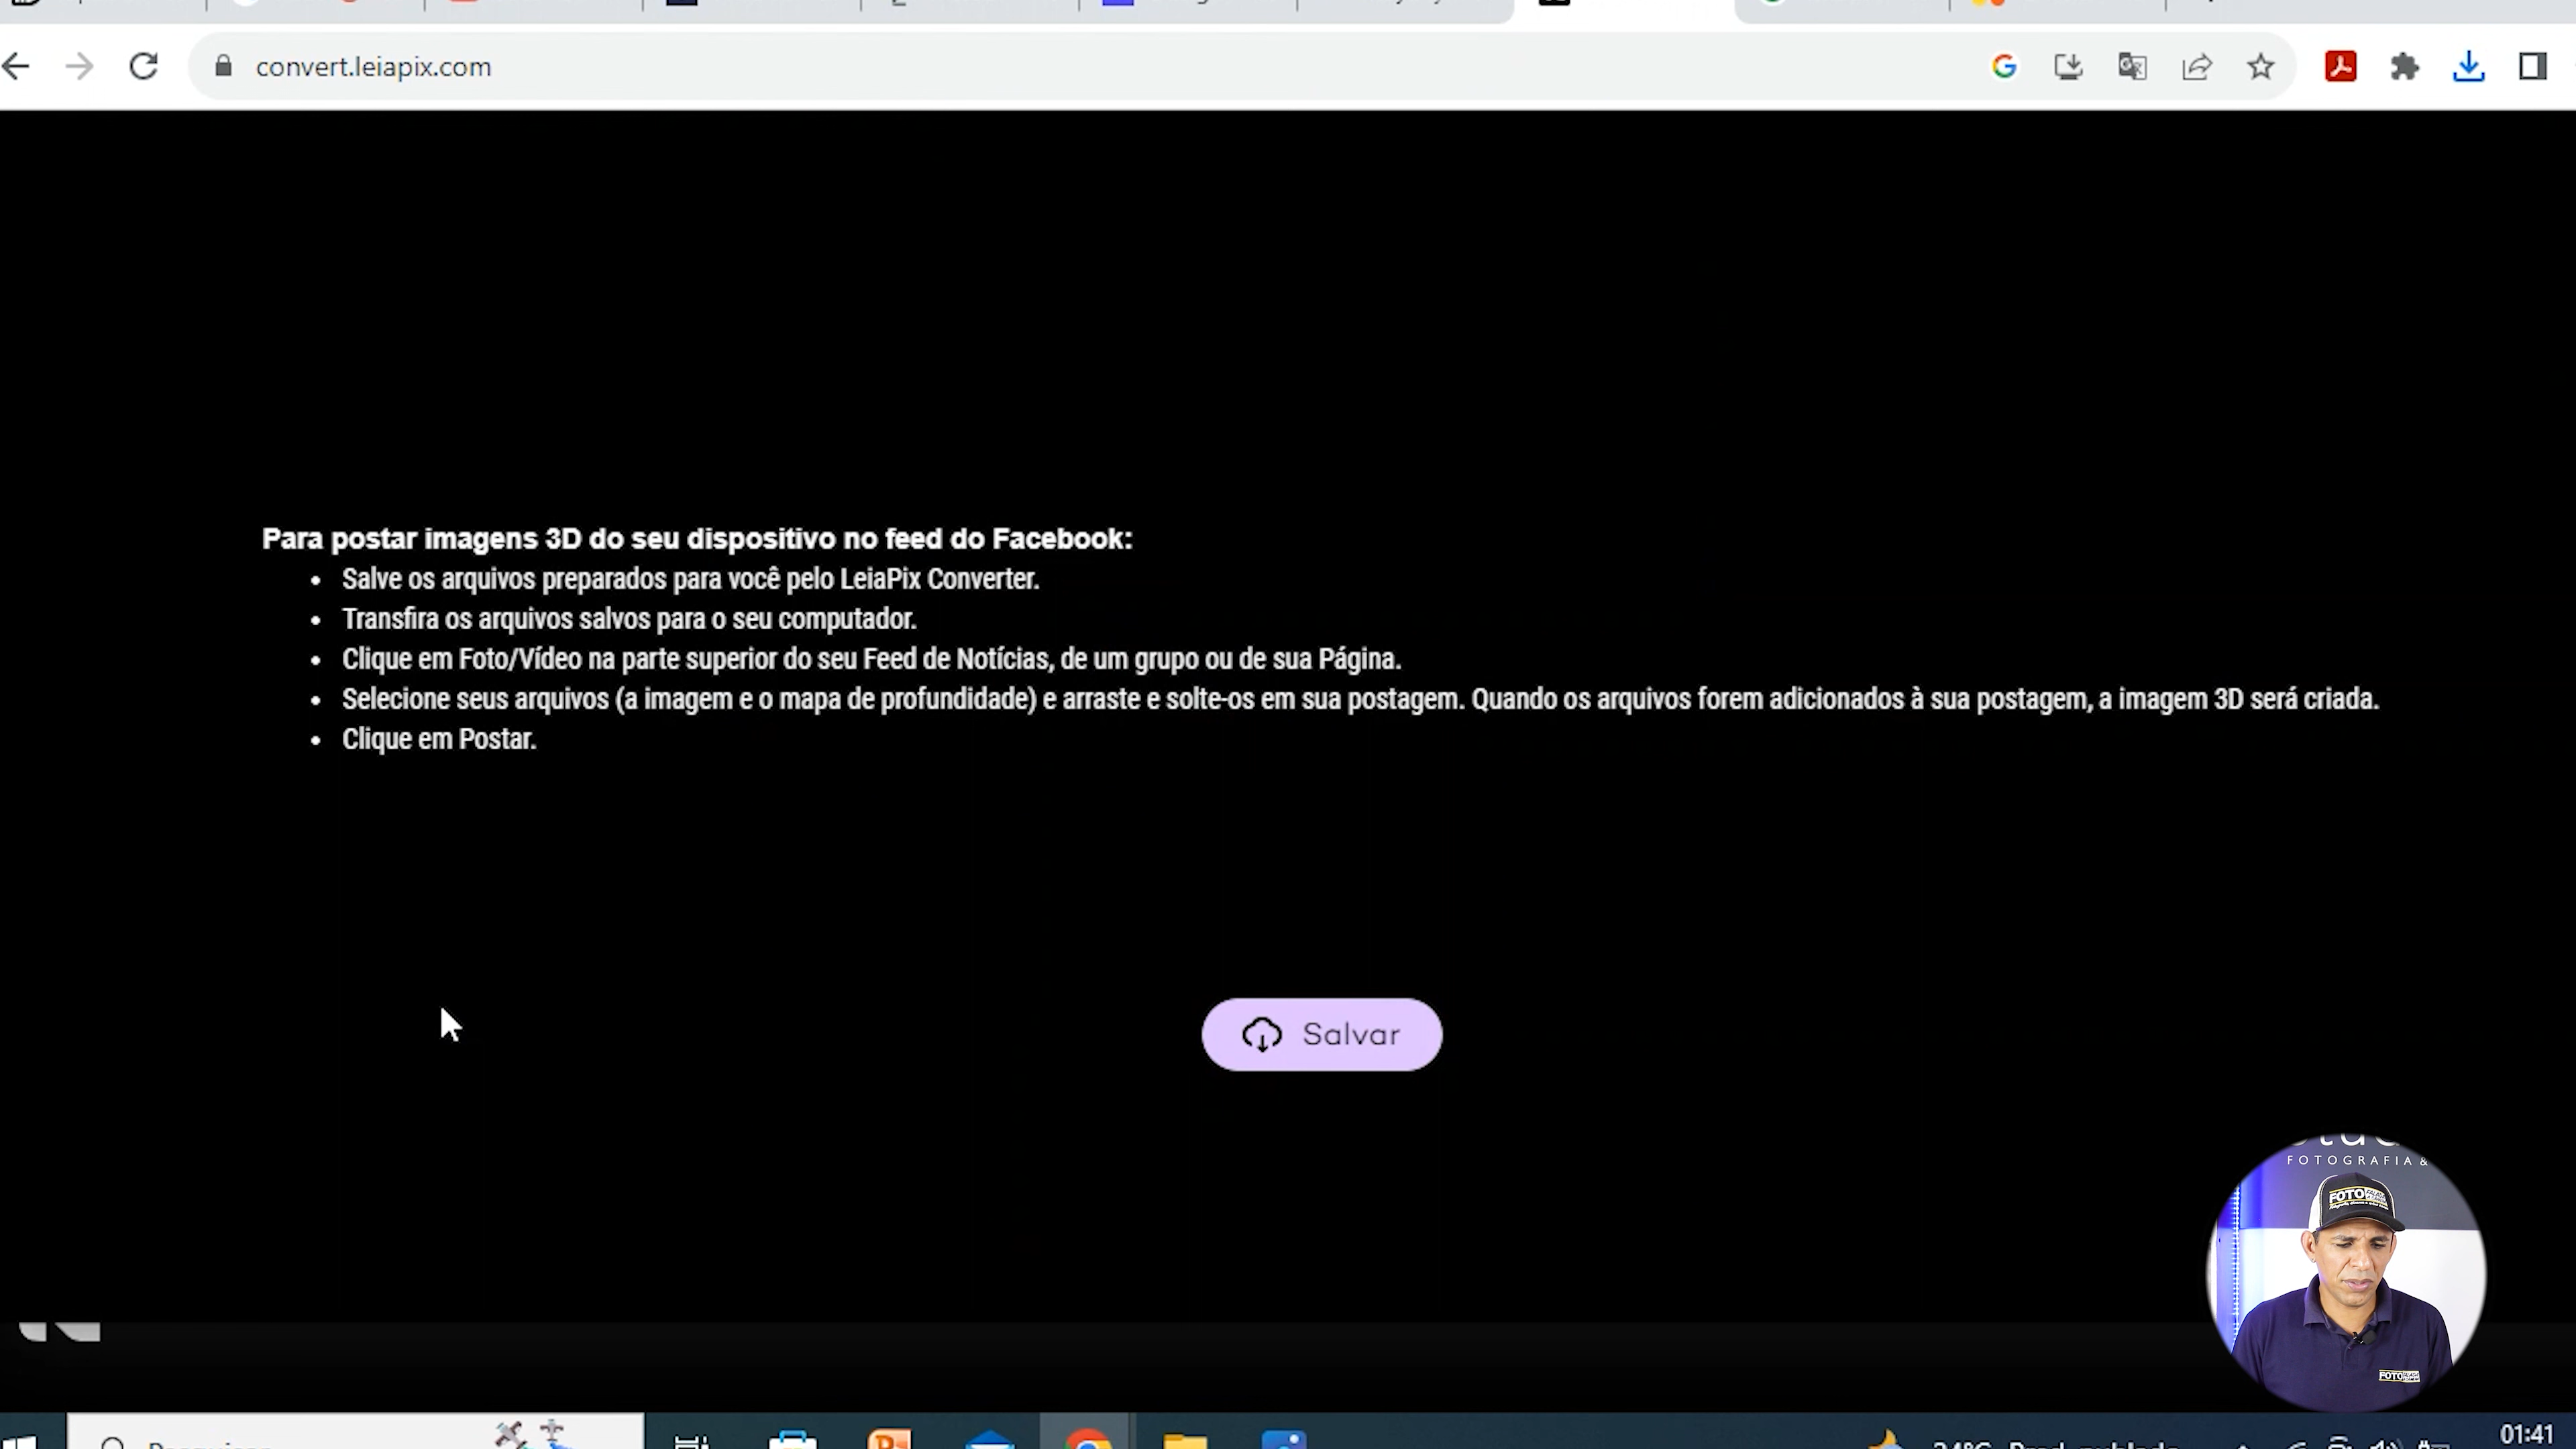 convert.leiapix.com
Para postar imagens 3D do seu dispositivo no feed do Facebook:
• Salve os arquivos preparados para você pelo LeiaPix Converter.
• Transfira os arquivos salvos para o seu computador.
• Clique em Foto/Vídeo na parte superior do seu Feed de Notícias, de um grupo ou de sua Página.
• Selecione seus arquivos (a imagem e o mapa de profundidade) e arraste e solte-os em sua postagem. Quando os arquivos forem adicionados à sua postagem, a imagem 3D será criada.
• Clique em Postar.
Salvar
FOTOGRAFIA &
FOTO
FOTO
01:41